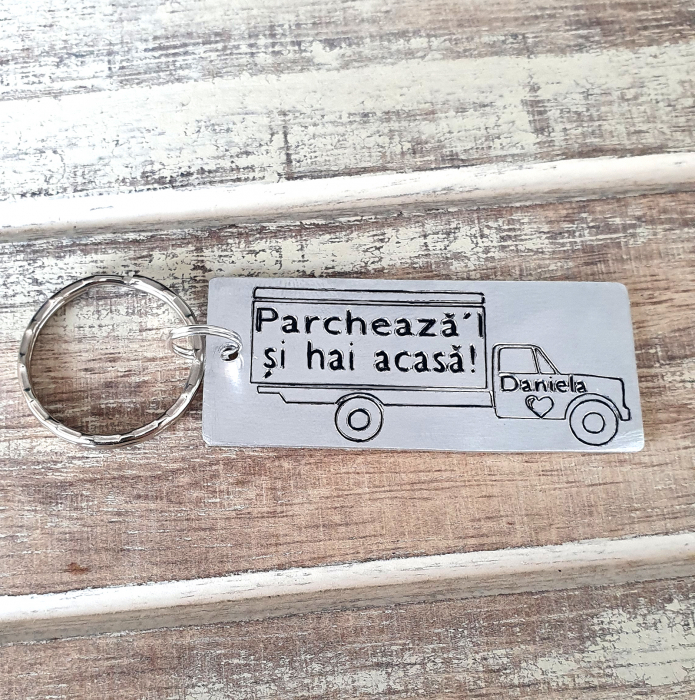 Parchează´l
și hai acasă!
Daniela